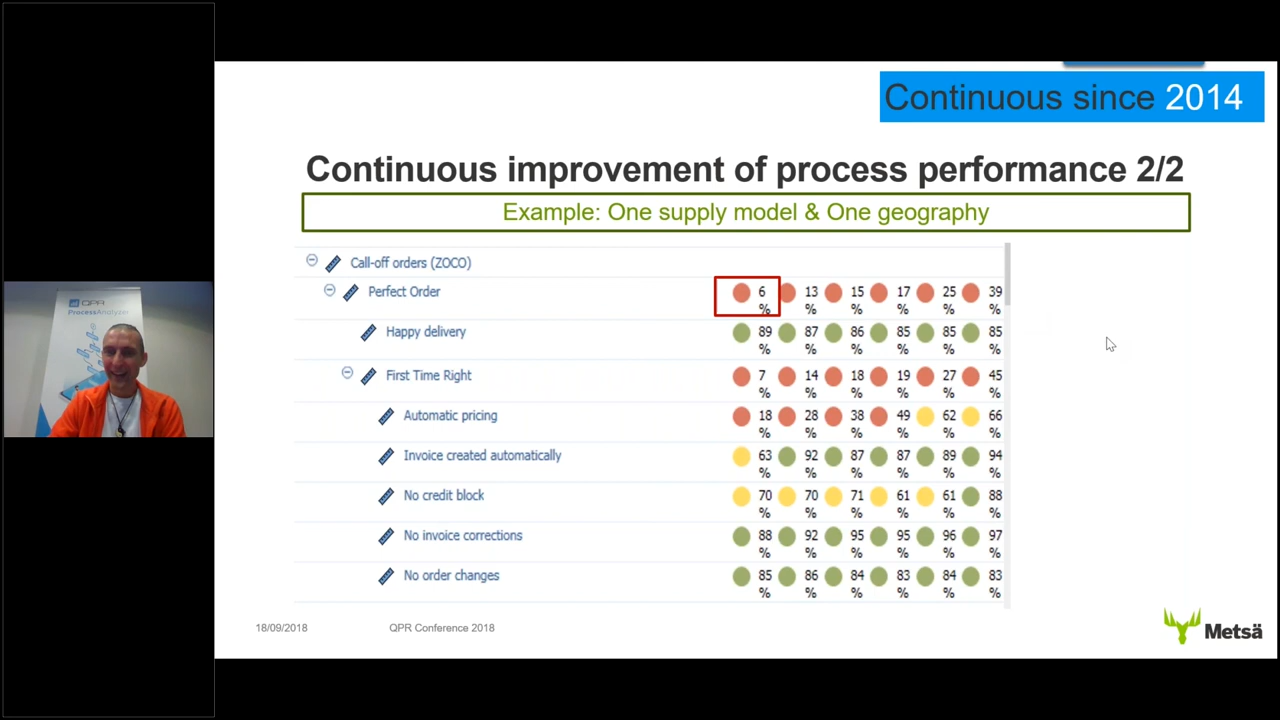 Continuous since 2014
Continuous improvement of process performance 2/2
Example: One supply model & One geography
Call-off orders (ZOCO)
Perfect Order 6 % 13 % 15 % 17 % 25 % 39 %
Happy delivery 89 % 87 % 86 % 85 % 85 % 85 %
First Time Right 7 % 14 % 18 % 19 % 27 % 45 %
Automatic pricing 18 % 28 % 38 % 49 % 62 % 66 %
Invoice created automatically 63 % 92 % 87 % 87 % 89 % 94 %
No credit block 70 % 70 % 71 % 61 % 61 % 88 %
No invoice corrections 88 % 92 % 95 % 95 % 96 % 97 %
No order changes 85 % 86 % 84 % 83 % 84 % 83 %
18/09/2018 QPR Conference 2018
Metsä
QPR
ProcessAnalyzer